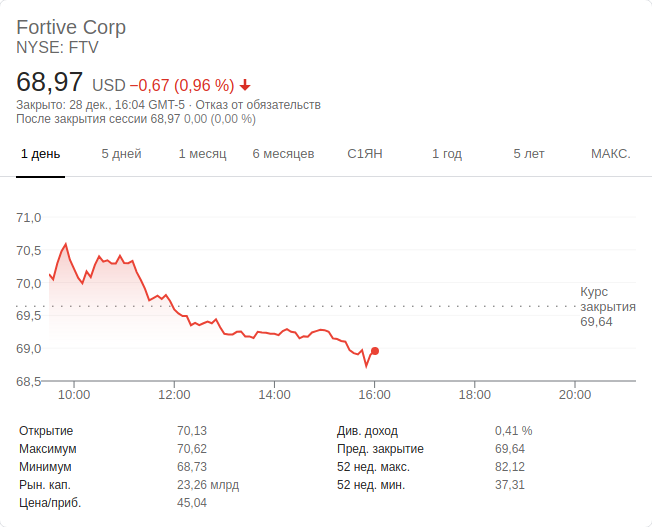 Fortive Corp
NYSE: FTV
68,97 USD −0,67 (0,96 %)
Закрыто: 28 дек., 16:04 GMT-5 · Отказ от обязательств
После закрытия сессии 68,97 0,00 (0,00 %)
1 день 5 дней 1 месяц 6 месяцев С1ЯН 1 год 5 лет МАКС.
71,0
70,5
70,0
69,5
69,0
68,5
Курс
закрытия
69,64
10:00 12:00 14:00 16:00 18:00 20:00
Открытие 70,13 Див. доход 0,41 %
Максимум 70,62 Пред. закрытие 69,64
Минимум 68,73 52 нед. макс. 82,12
Рын. кап. 23,26 млрд 52 нед. мин. 37,31
Цена/приб. 45,04